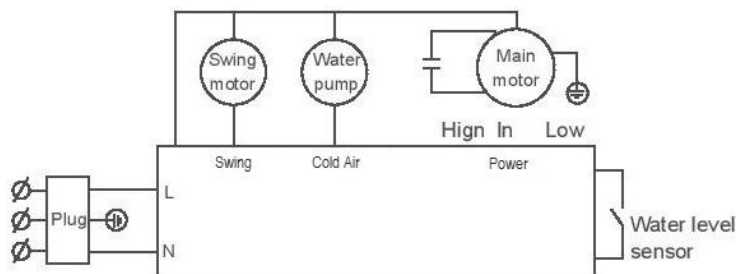 Swing
motor
Water
pump
Main
motor
Hign In Low
Swing Cold Air Power
L
Plug
N
Water level
sensor